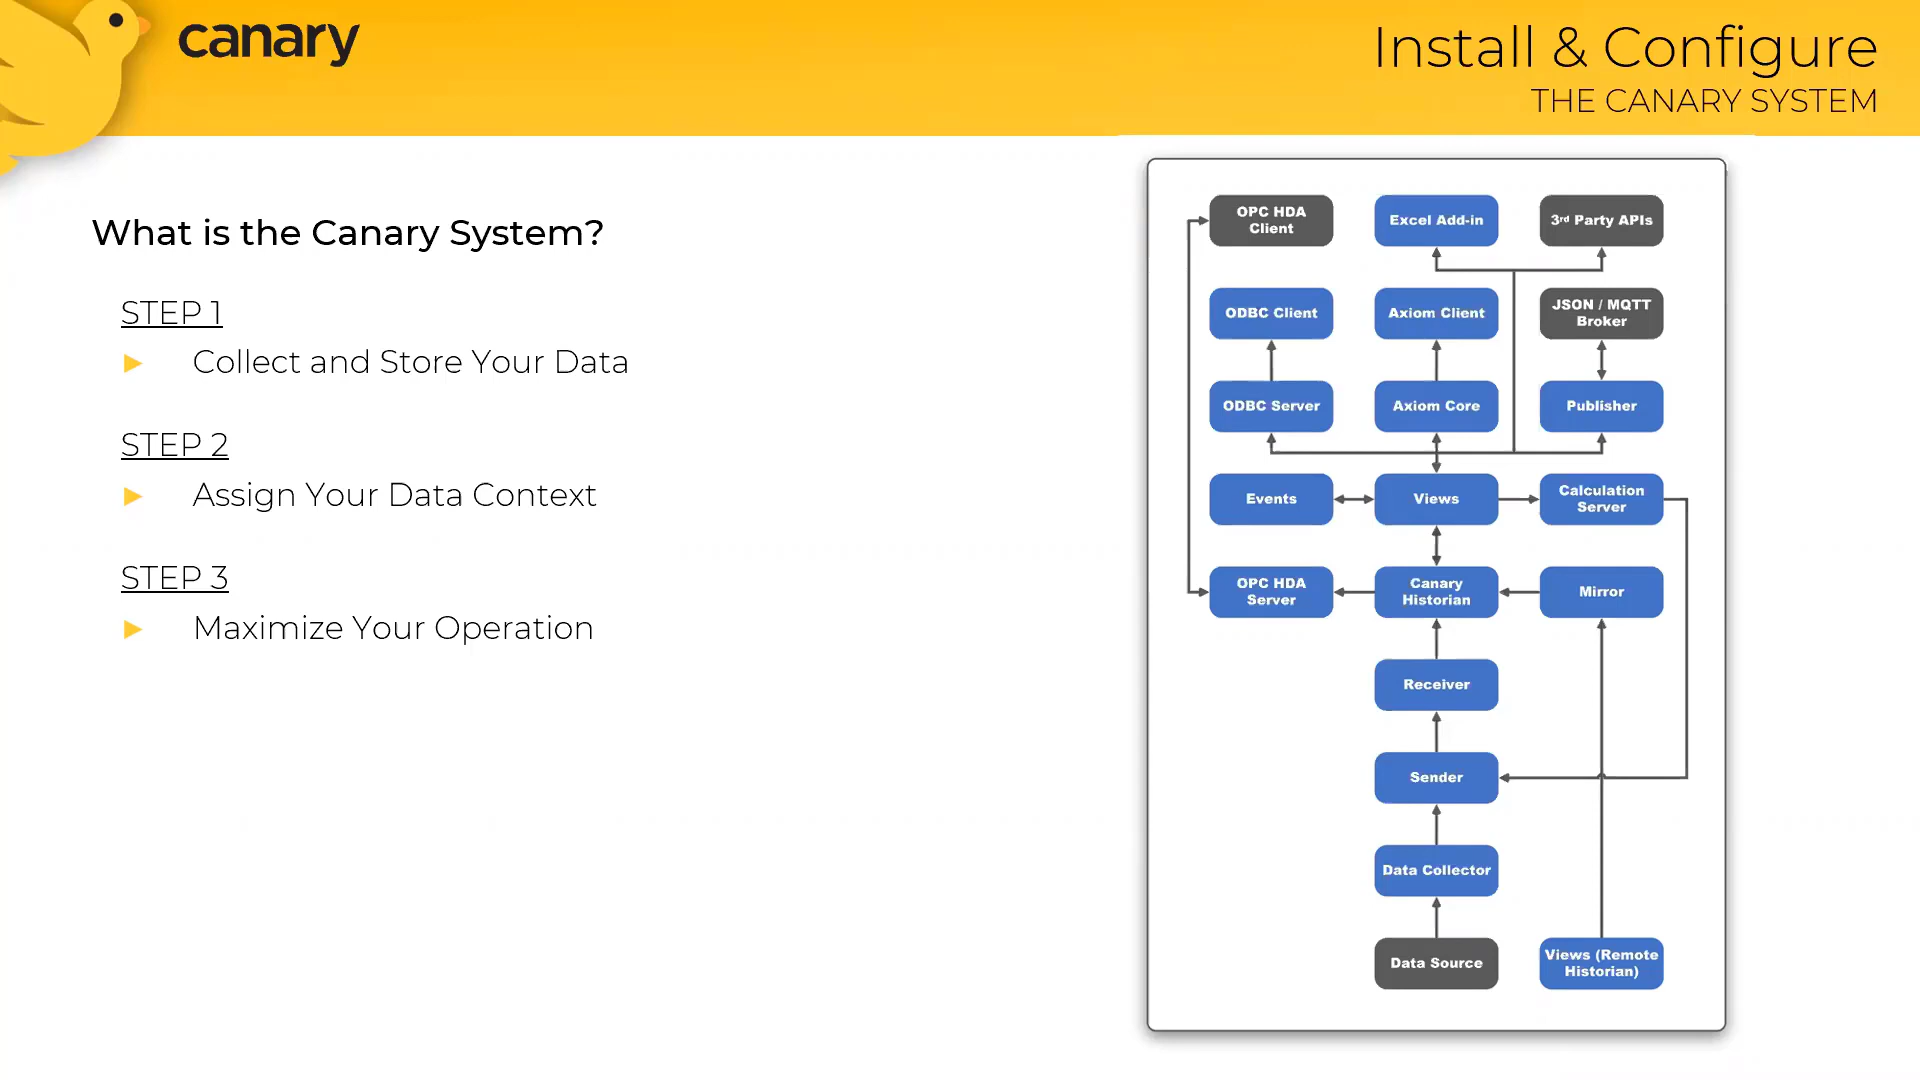 canary
Install & Configure
THE CANARY SYSTEM
What is the Canary System?
STEP 1
► Collect and Store Your Data
STEP 2
► Assign Your Data Context
STEP 3
► Maximize Your Operation
OPC HDA
Client
Excel Add-in
3rd Party APIs
ODBC Client
Axiom Client
JSON / MQTT
Broker
ODBC Server
Axiom Core
Publisher
Events
Views
Calculation
Server
OPC HDA
Server
Canary
Historian
Mirror
Receiver
Sender
Data Collector
Data Source
Views (Remote
Historian)